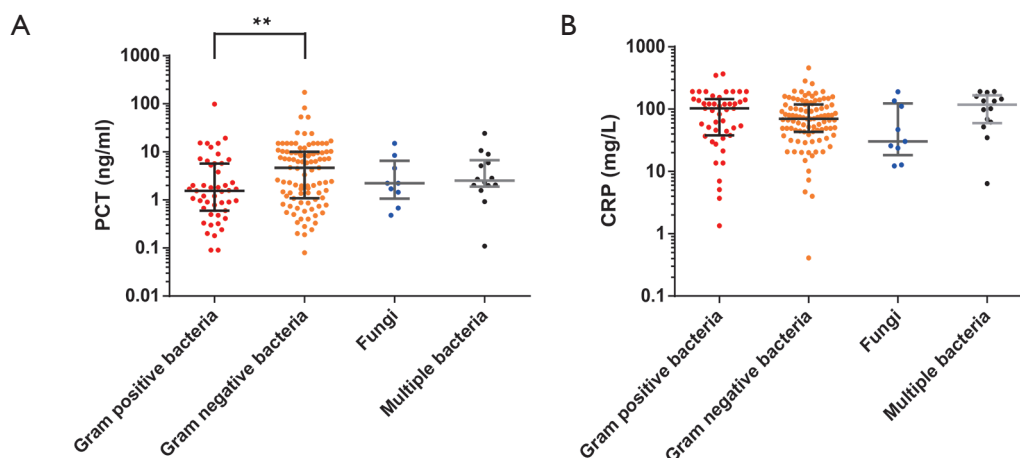 A
**
PCT (ng/ml)
1000
100
10
1
0.1
0.01
Gram positive bacteria
Gram negative bacteria
Fungi
Multiple bacteria
B
CRP (mg/L)
1000
100
10
1
0.1
Gram positive bacteria
Gram negative bacteria
Fungi
Multiple bacteria